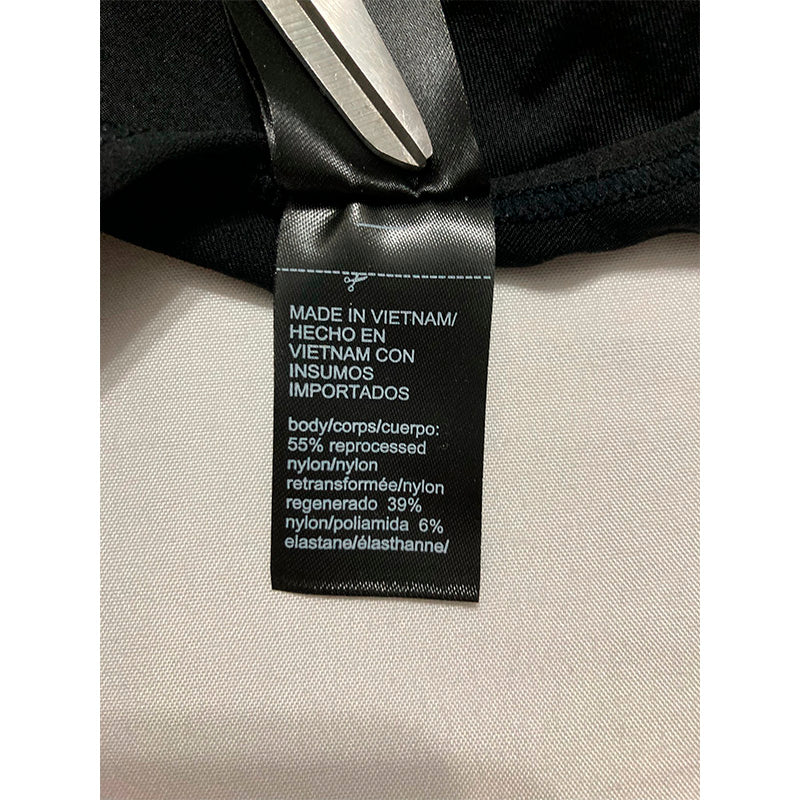 MADE IN VIETNAM/
HECHO EN
VIETNAM CON
INSUMOS
IMPORTADOS
body/corps/cuerpo:
55% reprocessed
nylon/nylon
retransformée/nylon
regenerado 39%
nylon/poliamida 6%
elastane/élasthanne/